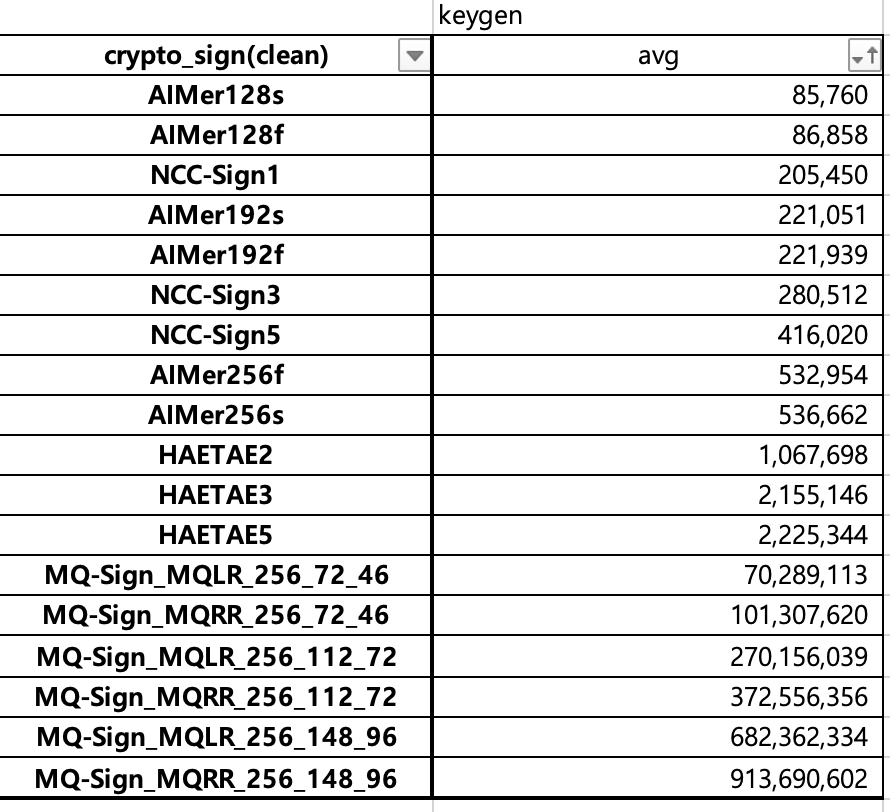 keygen
crypto_sign(clean) avg
AIMer128s 85,760
AIMer128f 86,858
NCC-Sign1 205,450
AIMer192s 221,051
AIMer192f 221,939
NCC-Sign3 280,512
NCC-Sign5 416,020
AIMer256f 532,954
AIMer256s 536,662
HAETAE2 1,067,698
HAETAE3 2,155,146
HAETAE5 2,225,344
MQ-Sign_MQLR_256_72_46 70,289,113
MQ-Sign_MQRR_256_72_46 101,307,620
MQ-Sign_MQLR_256_112_72 270,156,039
MQ-Sign_MQRR_256_112_72 372,556,356
MQ-Sign_MQLR_256_148_96 682,362,334
MQ-Sign_MQRR_256_148_96 913,690,602